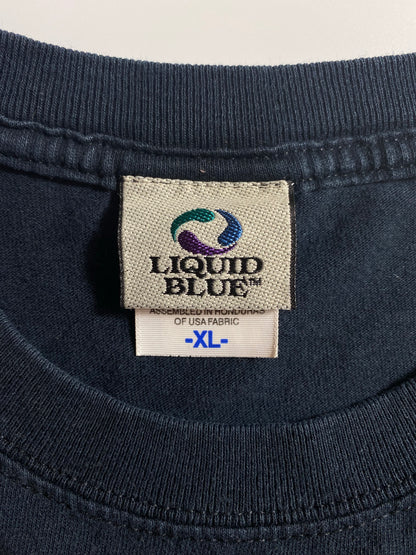 LIQUID
BLUE™
ASSEMBLED IN HONDURAS
OF USA FABRIC
-XL-